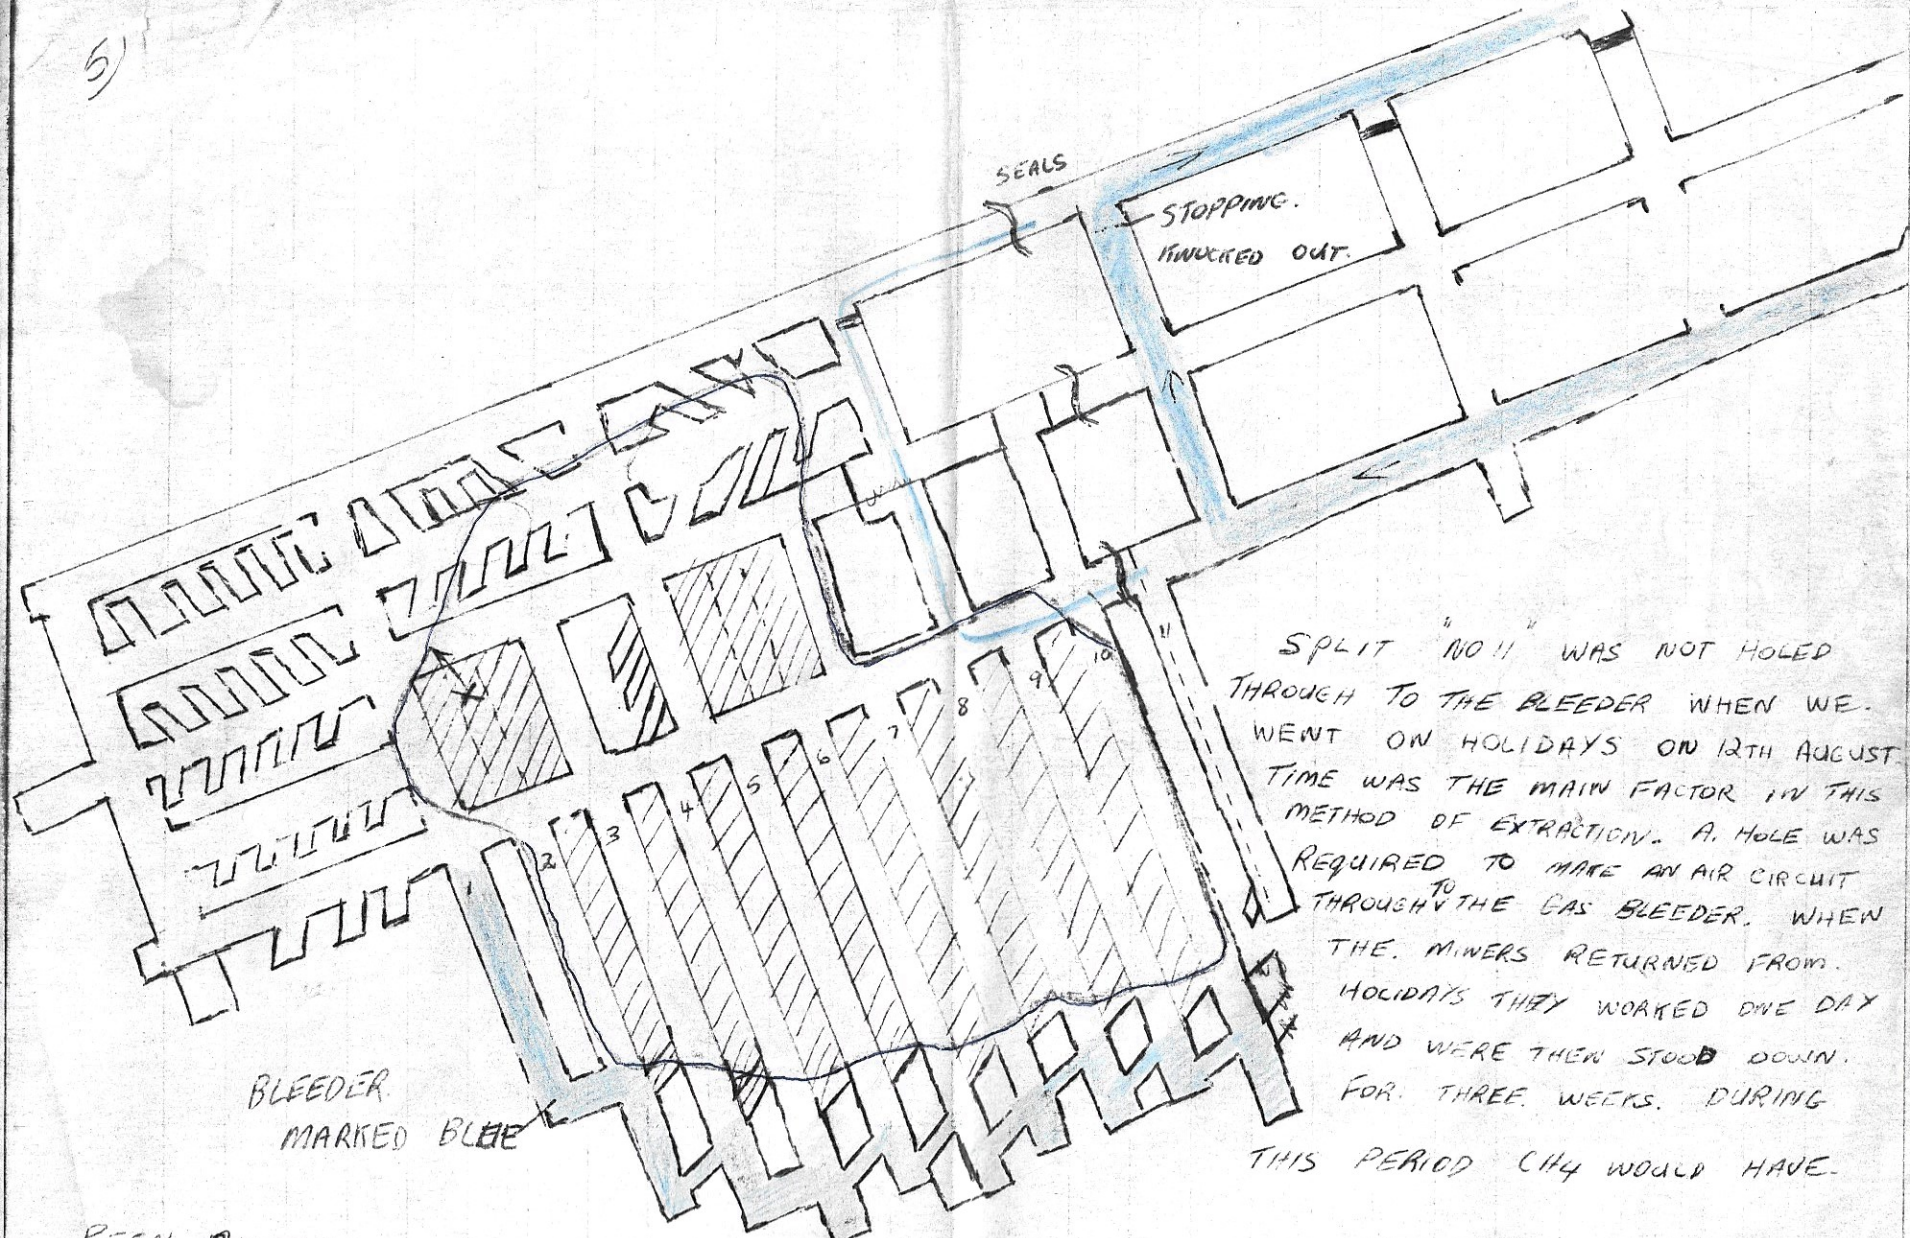 5)
SEALS
STOPPING.
KNOCKED OUT.
2
3
4
5
6
7
8
9
10
11
X
SPLIT "NO 11" WAS NOT HOLED
THROUGH TO THE BLEEDER WHEN WE.
WENT ON HOLIDAYS ON 12TH AUGUST.
TIME WAS THE MAIN FACTOR IN THIS
METHOD OF EXTRACTION. A. HOLE WAS
REQUIRED TO MAKE AN AIR CIRCUIT
THROUGH TO THE GAS BLEEDER. WHEN
THE. MINERS RETURNED FROM.
HOLIDAYS THEY WORKED ONE DAY
AND WERE THEN STOOD DOWN.
FOR. THREE. WEEKS. DURING
THIS PERIOD CH4 WOULD HAVE.
BLEEDER.
MARKED BLUE